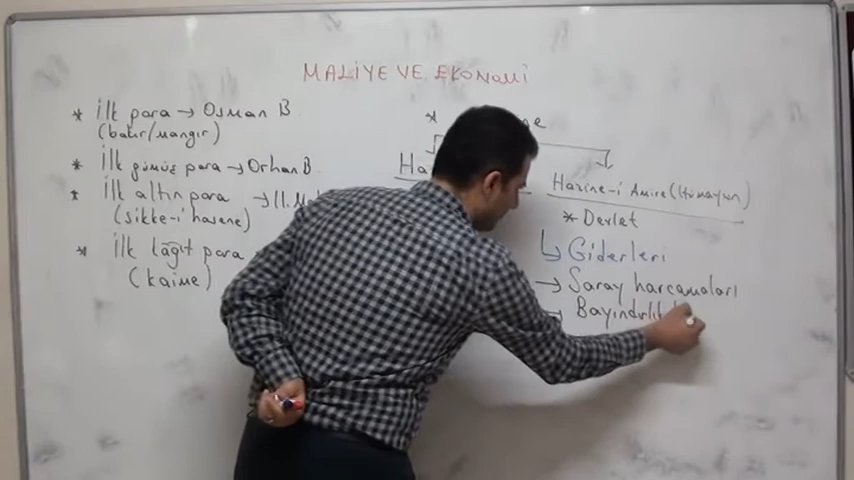 MALİYE VE EKONOMİ
* İlk para → Osman B
(bakır/mangır)
* İlk gümüş para → Orhan B
* İlk altın para → II.
(sikke-i hasene)
* İlk kâğıt para
(kaime)
*
Hazine-i Amire (Hümayun)
* Devlet
↳ Giderleri
→ Saray harcamaları
→ Bayındırlık